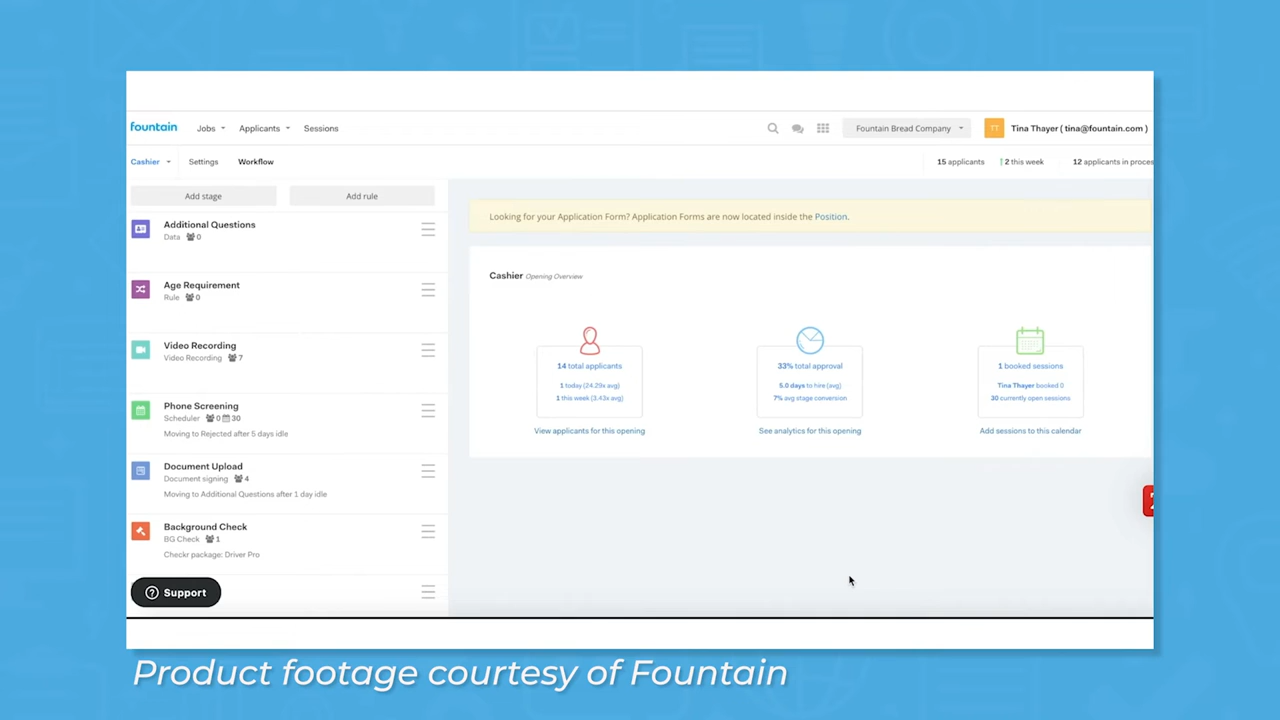 fountain Jobs Applicants Sessions Fountain Bread Company TT Tina Thayer ( tina@fountain.com )
Cashier Settings Workflow 15 applicants 2 this week 12 applicants in proces
Add stage Add rule
Looking for your Application Form? Application Forms are now located inside the Position.
Additional Questions
Data 0
Age Requirement
Rule 0
Video Recording
Video Recording 7
Phone Screening
Scheduler 0 30
Moving to Rejected after 5 days idle
Document Upload
Document signing 4
Moving to Additional Questions after 1 day idle
Background Check
BG Check 1
Checkr package: Driver Pro
Support
Cashier Opening Overview
14 total applicants
1 today (24.29x avg)
1 this week (3.43x avg)
View applicants for this opening
33% total approval
5.0 days to hire (avg)
7% avg stage conversion
See analytics for this opening
1 booked sessions
Tina Thayer booked 0
30 currently open sessions
Add sessions to this calendar
Product footage courtesy of Fountain